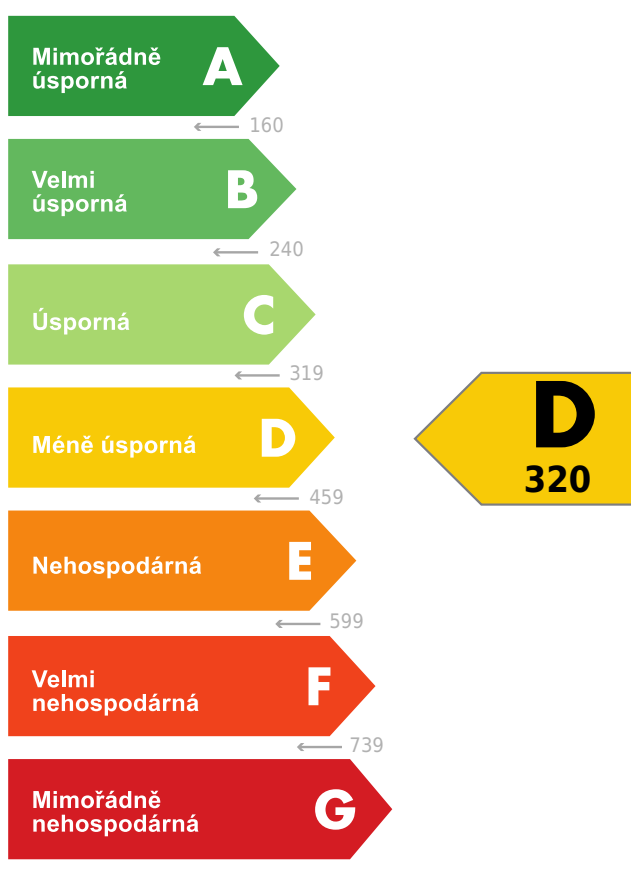 Mimořádně
úsporná
A
← 160
Velmi
úsporná
B
← 240
Úsporná
C
← 319
Méně úsporná
D
← 459
D
320
Nehospodárná
E
← 599
Velmi
nehospodárná
F
← 739
Mimořádně
nehospodárná
G